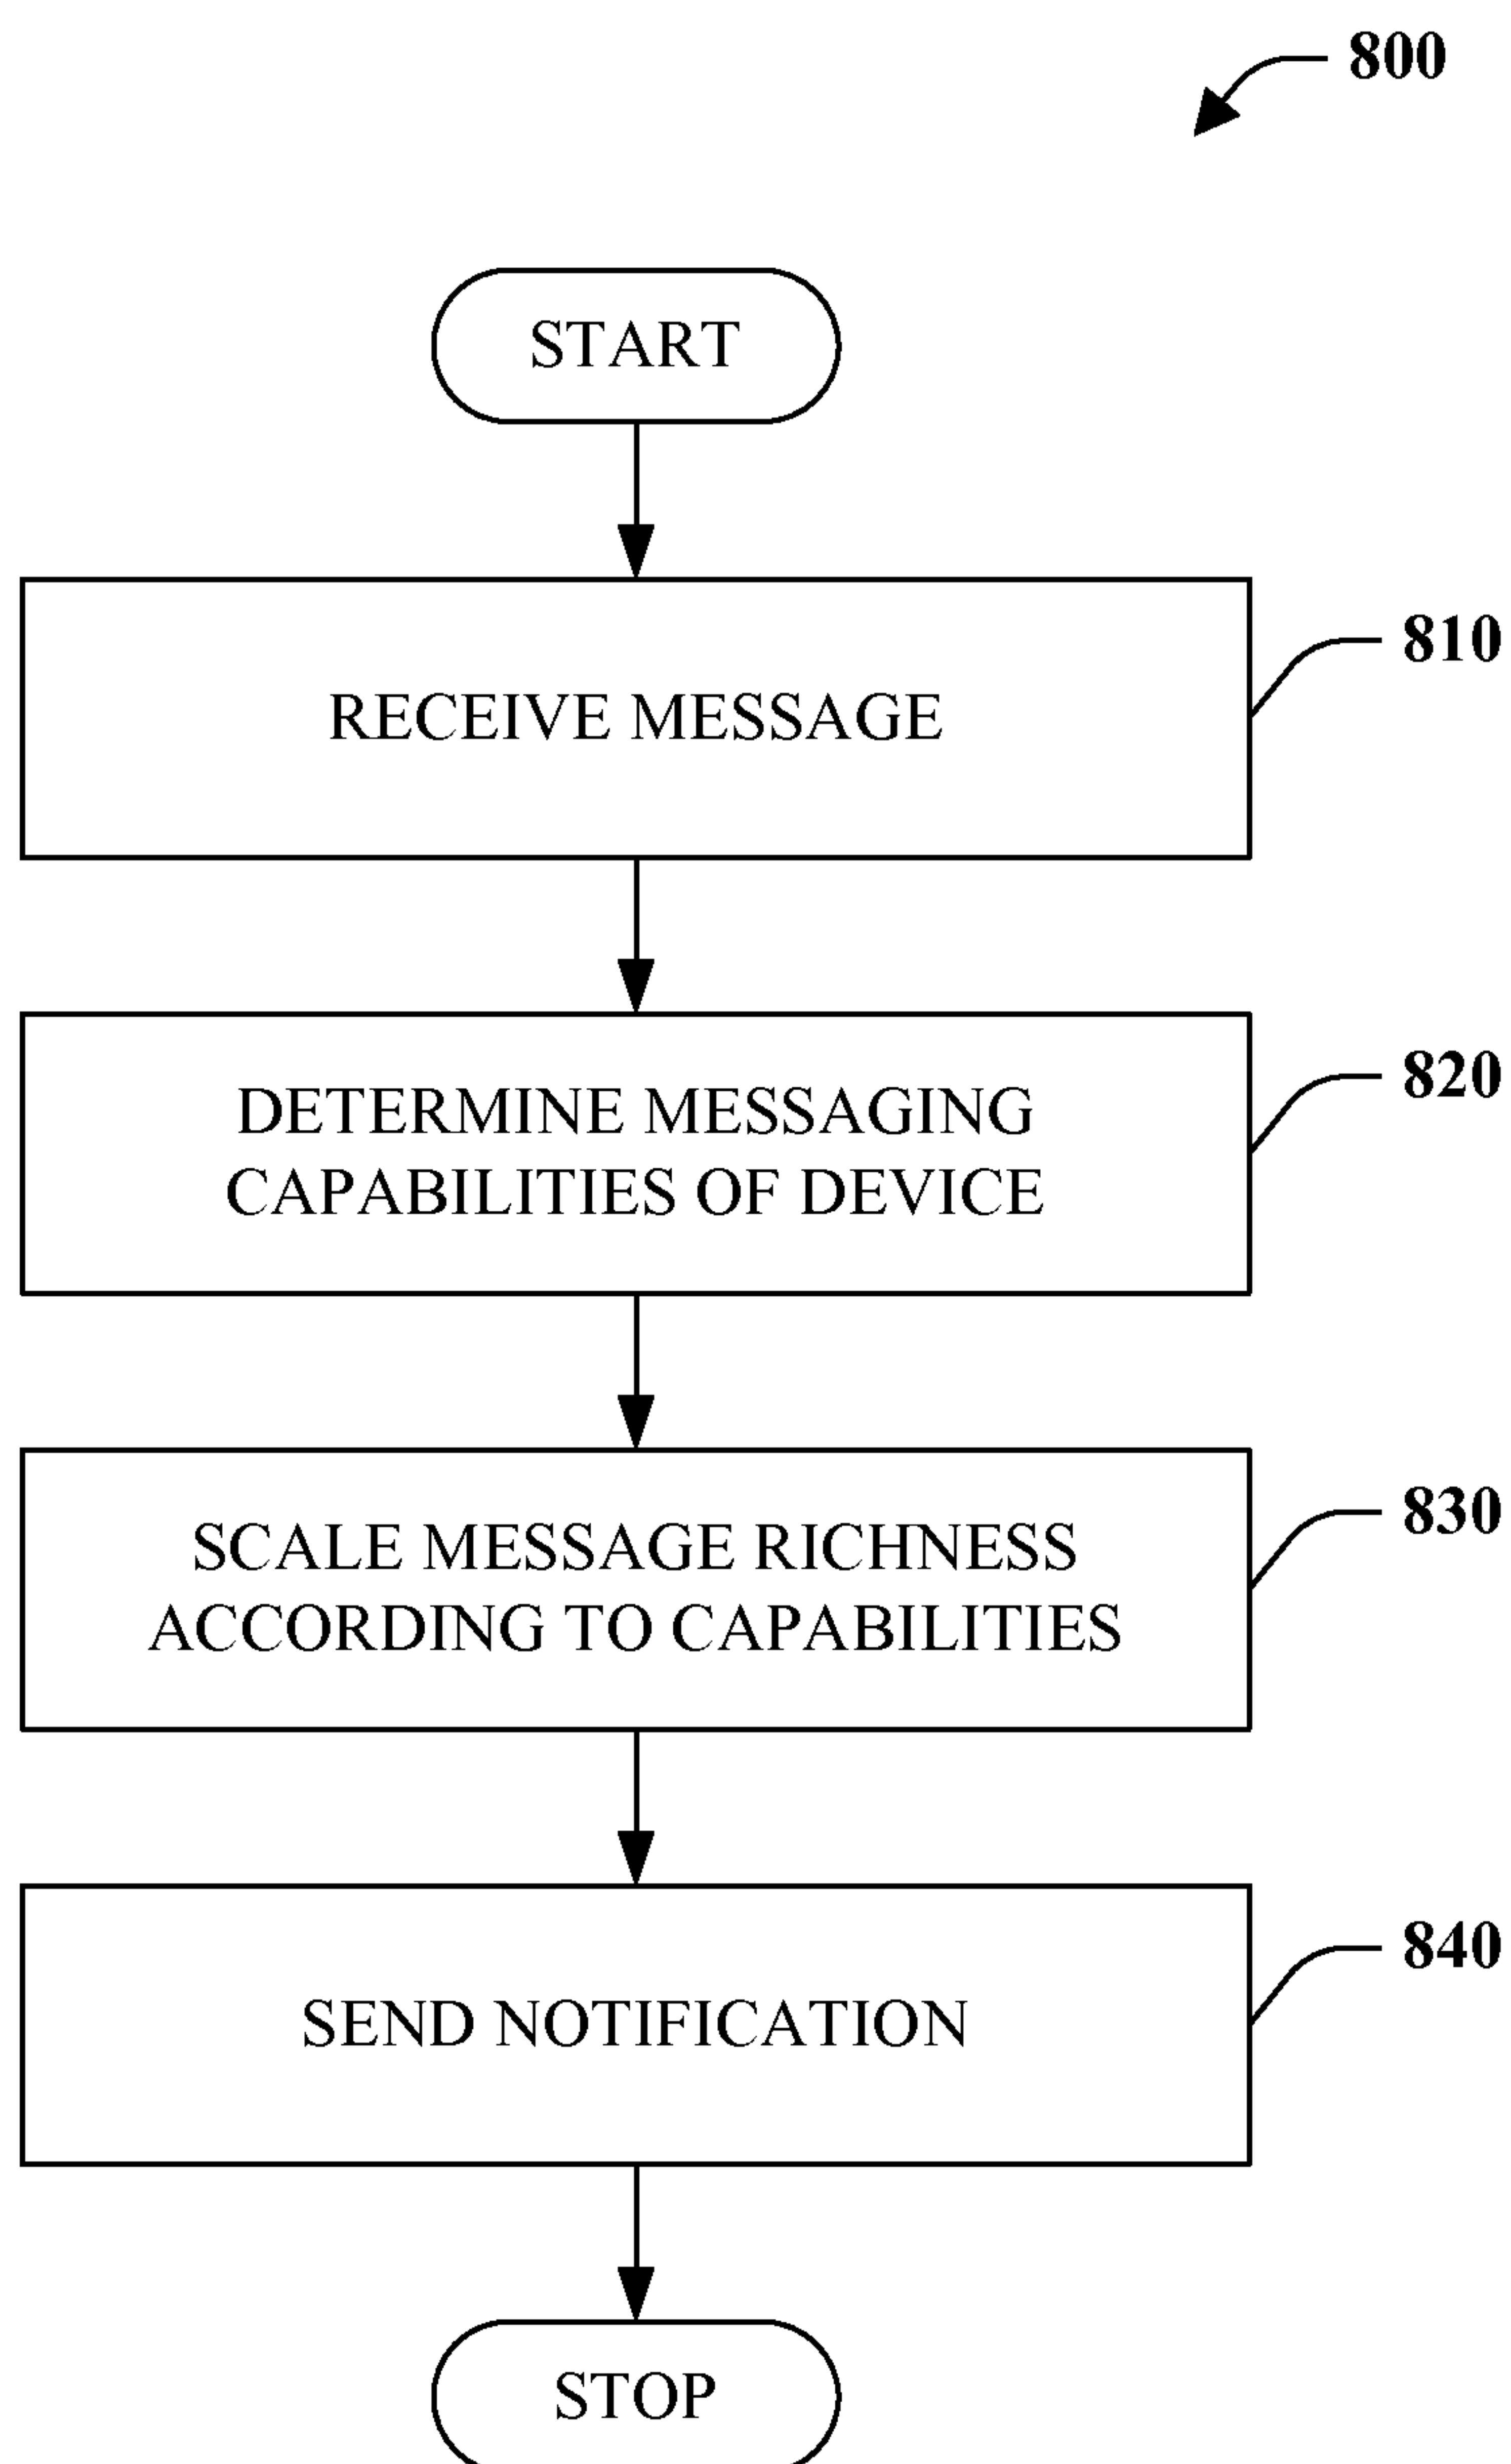 800
START
RECEIVE MESSAGE
810
DETERMINE MESSAGING
CAPABILITIES OF DEVICE
820
SCALE MESSAGE RICHNESS
ACCORDING TO CAPABILITIES
830
SEND NOTIFICATION
840
STOP